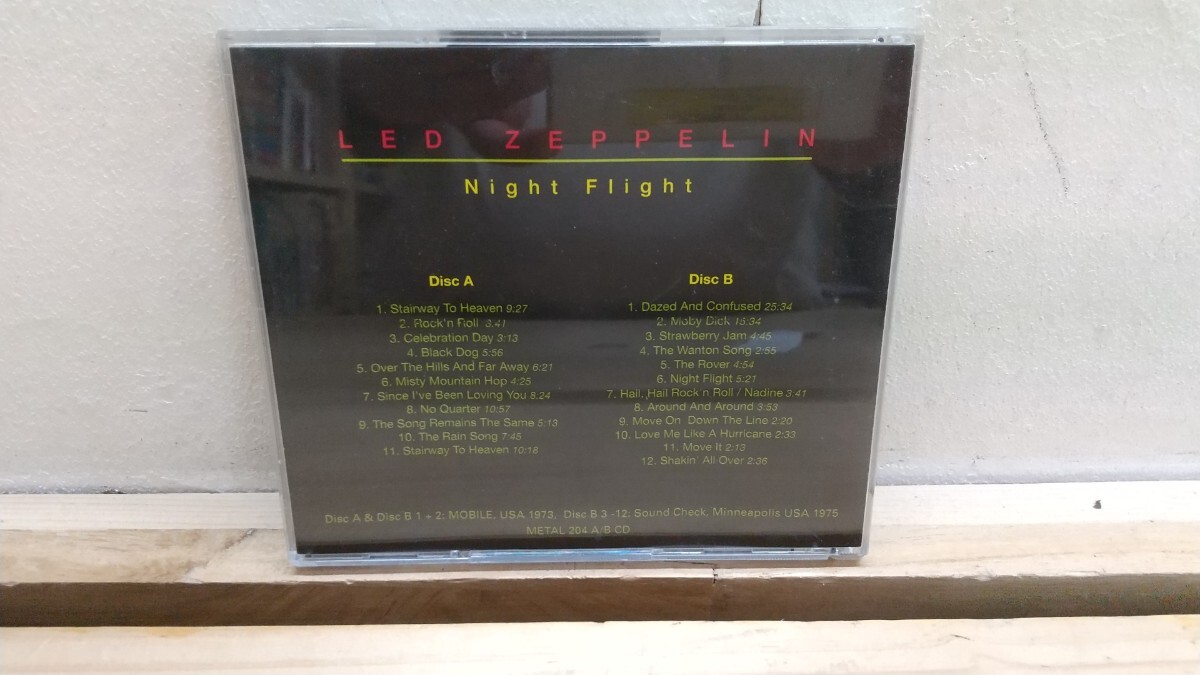 LED ZEPPELIN
Night Flight
Disc A
1. Stairway To Heaven 9:27
2. Rock'n Roll 3.41
3. Celebration Day 3:13
4. Black Dog 5:56
5. Over The Hills And Far Away 6:21
6. Misty Mountain Hop 4:25
7. Since I've Been Loving You 8.24
8. No Quarter 10:57
9. The Song Remains The Same 5:13
10. The Rain Song 7:45
11. Stairway To Heaven 10:18
Disc B
1. Dazed And Confused 25:34
2. Moby Dick 15:34
3. Strawberry Jam 4:45
4. The Wanton Song 2:55
5. The Rover 4:54
6. Night Flight 5:21
7. Hail, Hail Rock'n Roll / Nadine 3:41
8. Around And Around 3:53
9. Move On Down The Line 2:20
10. Love Me Like A Hurricane 2:33
11. Move It 2:13
12. Shakin' All Over 2:36
Disc A & Disc B 1 + 2: MOBILE, USA 1973, Disc B 3 -12: Sound Check, Minneapolis USA 1975
METAL 204 A/B CD